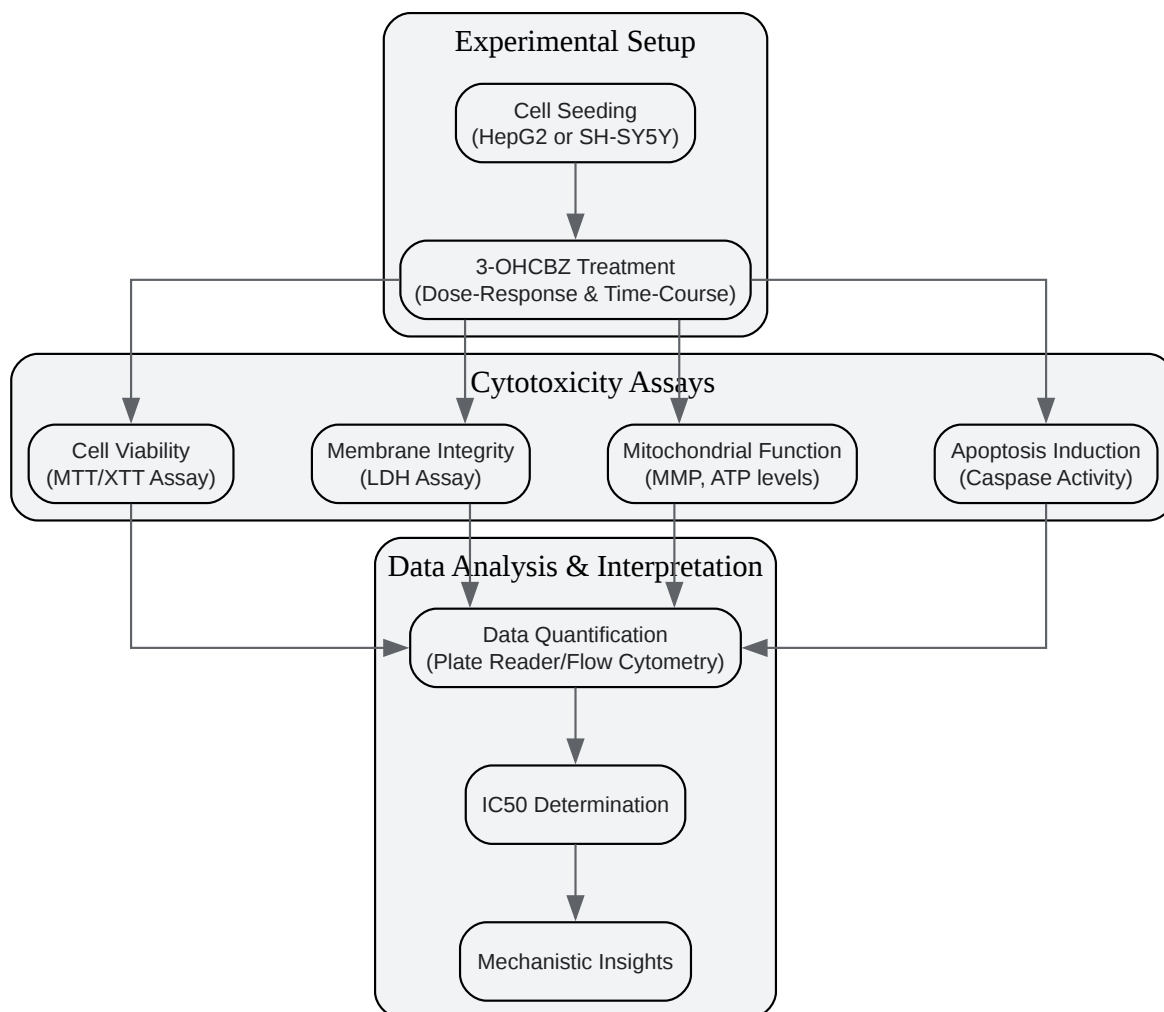 Experimental Setup
Cell Seeding
(HepG2 or SH-SY5Y)
3-OHCBZ Treatment
(Dose-Response & Time-Course)
Cytotoxicity Assays
Cell Viability
(MTT/XTT Assay)
Membrane Integrity
(LDH Assay)
Mitochondrial Function
(MMP, ATP levels)
Apoptosis Induction
(Caspase Activity)
Data Analysis & Interpretation
Data Quantification
(Plate Reader/Flow Cytometry)
IC50 Determination
Mechanistic Insights